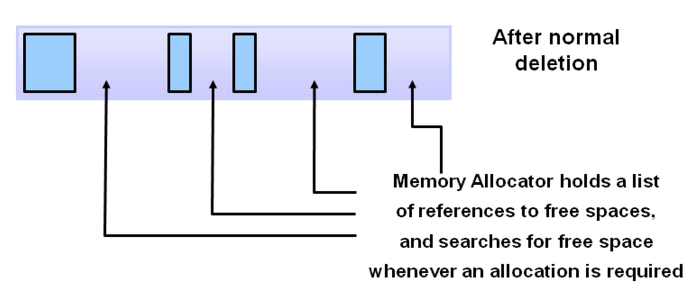 After normal
deletion
Memory Allocator holds a list
of references to free spaces,
and searches for free space
whenever an allocation is required